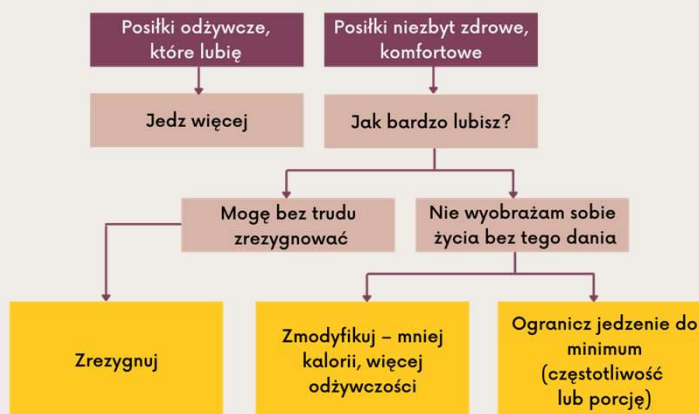 Posiłki odżywcze,
które lubię
Posiłki niezbyt zdrowe,
komfortowe
Jedz więcej
Jak bardzo lubisz?
Mogę bez trudu
zrezygnować
Nie wyobrażam sobie
życia bez tego dania
Zrezygnuj
Zmodyfikuj – mniej
kalorii, więcej
odżywczości
Ogranicz jedzenie do
minimum
(częstotliwość
lub porcję)